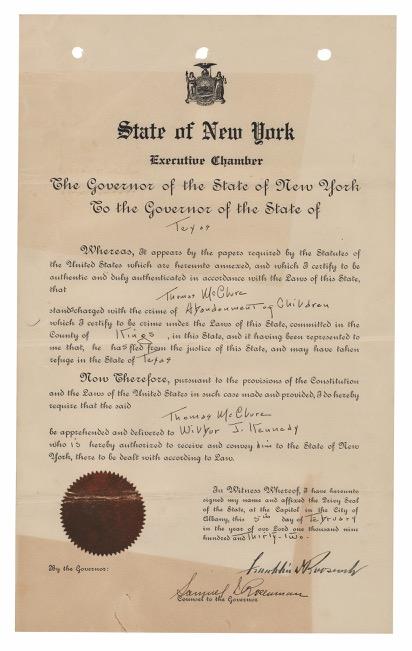 State of New York
Executive Chamber
The Governor of the State of New York
To the Governor of the State of
Texas
Whereas, It appears by the papers required by the Statutes of
the United States which are hereunto annexed, and which I certify to be
authentic and duly authenticated in accordance with the Laws of this State,
that
Thomas McClure
stand charged with the crime of Abandonment of Children
which I certify to be crime under the Laws of this State, committed in the
County of Kings, in this State, and it having been represented to
me that, he has fled from the justice of this State, and may have taken
refuge in the State of Texas
Now Therefore, pursuant to the provisions of the Constitution
and the Laws of the United States in such case made and provided, I do hereby
require that the said
Thomas McClure
be apprehended and delivered to J. Kennedy
who is hereby authorized to receive and convey him to the State of New
York, there to be dealt with according to Law.
In Witness Whereof, I have hereunto
signed my name and affixed the Privy Seal
of the State, at the Capitol in the City of
Albany, this 5th day of February
in the year of our Lord one thousand nine
hundred and thirty-two.
By the Governor:
Franklin D Roosevelt
Samuel I. Rosenman
Counsel to the Governor